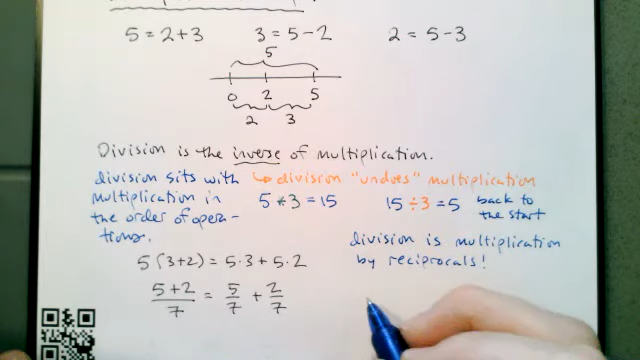 5 = 2+3 3 = 5-2 2 = 5-3
5
0 2 5
2 3
Division is the inverse of multiplication.
division sits with
multiplication in
the order of opera-
tions.
↳ division "undoes" multiplication
5 * 3 = 15 15 ÷ 3 = 5 back to
the start
5(3+2) = 5·3 + 5·2
5+2/7 = 5/7 + 2/7
division is multiplication
by reciprocals!